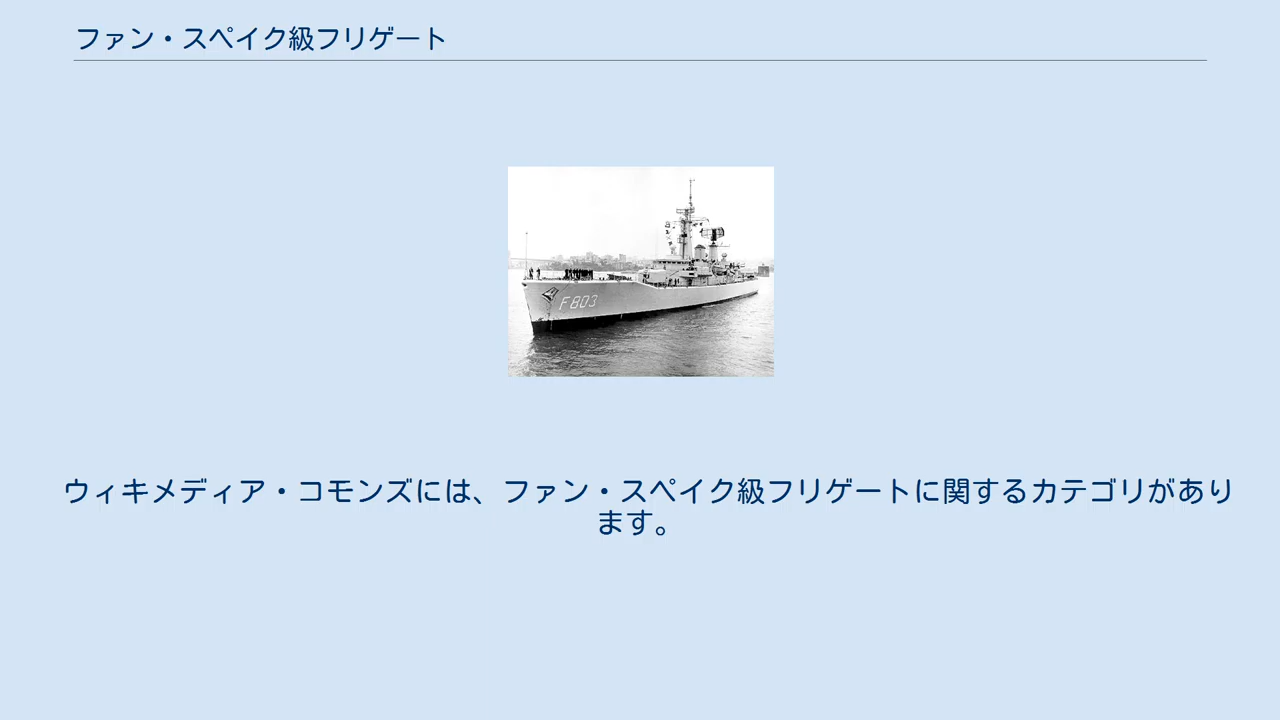 ファン・スペイク級フリゲート
F803
ウィキメディア・コモンズには、ファン・スペイク級フリゲートに関するカテゴリがあり
ます。